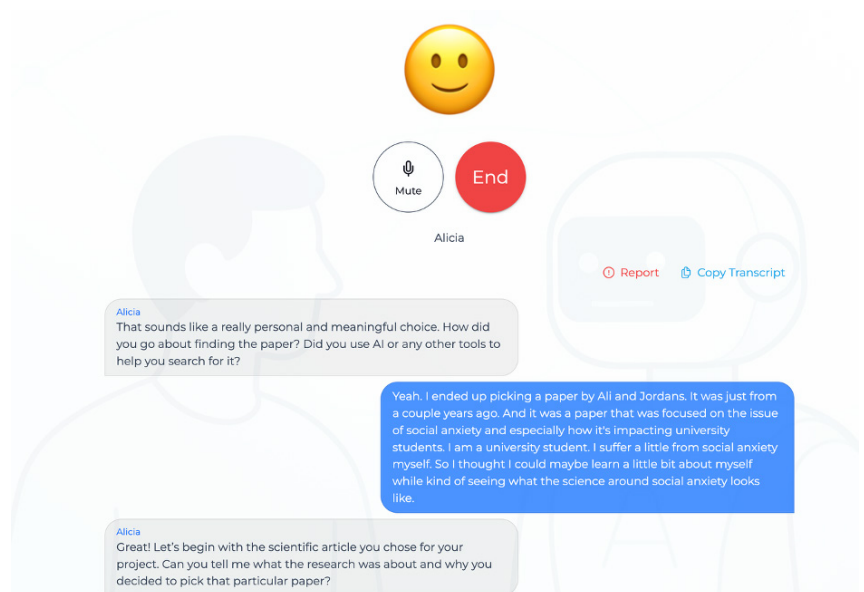 Mute
End
Alicia
Report
Copy Transcript
Alicia
That sounds like a really personal and meaningful choice. How did
you go about finding the paper? Did you use AI or any other tools to
help you search for it?
Yeah. I ended up picking a paper by Ali and Jordans. It was just from
a couple years ago. And it was a paper that was focused on the issue
of social anxiety and especially how it's impacting university
students. I am a university student. I suffer a little from social anxiety
myself. So I thought I could maybe learn a little bit about myself
while kind of seeing what the science around social anxiety looks
like.
Alicia
Great! Let's begin with the scientific article you chose for your
project. Can you tell me what the research was about and why you
decided to pick that particular paper?